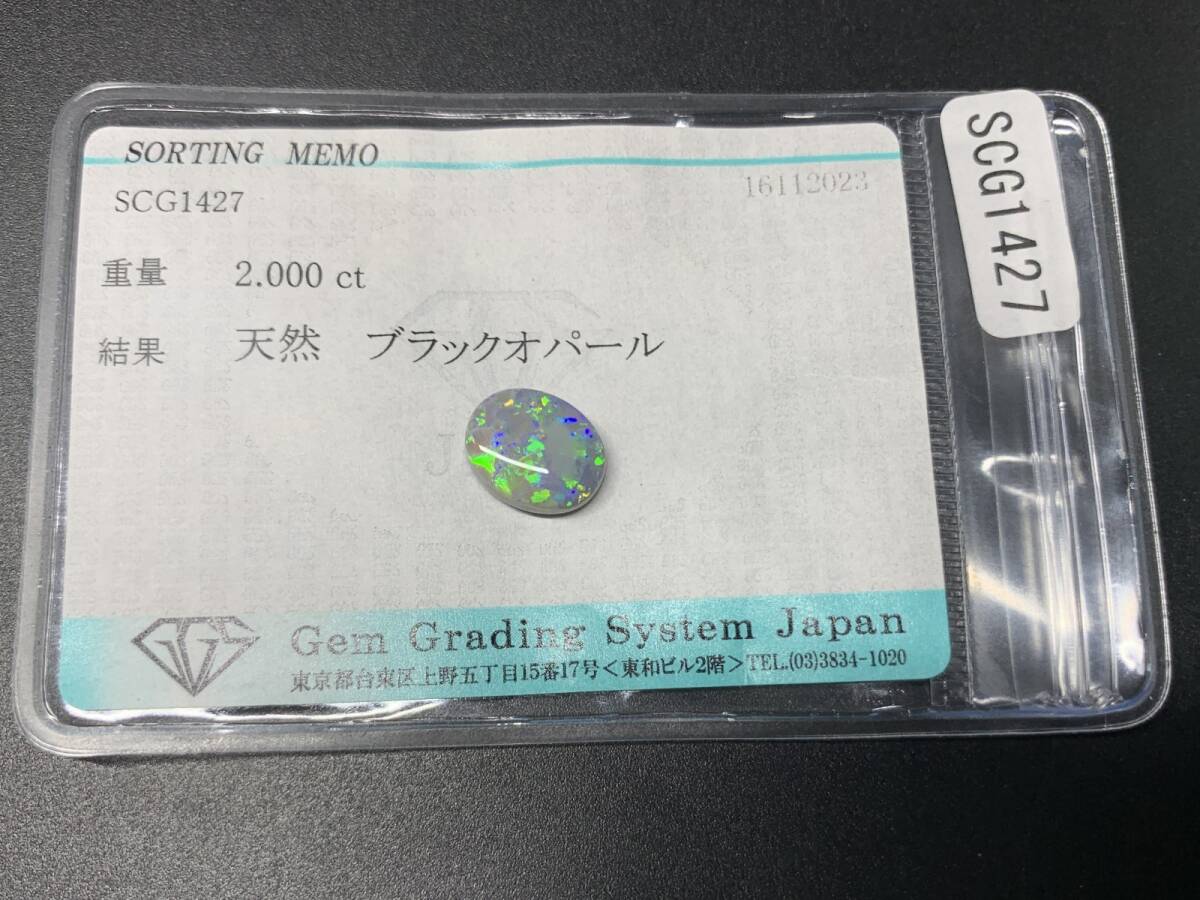 SORTING MEMO
SCG1427
16112023
重量 2.000 ct
結果 天然 ブラックオパール
GGS Gem Grading System Japan
東京都台東区上野五丁目15番17号＜東和ビル2階＞TEL.(03)3834-1020
SCG1427